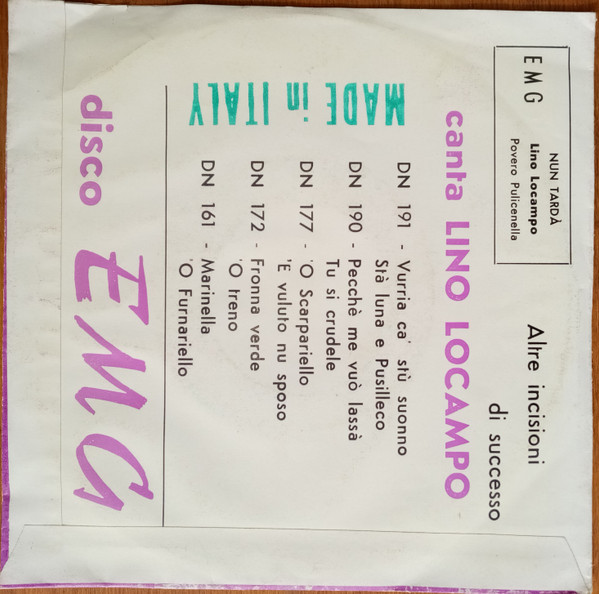 EMG
NUN TARDÀ
Lino Locampo
Povero Pulicenella
Altre incisioni
di successo
canta LINO LOCAMPO
MADE in ITALY
DN 191 - Vurria ca' stù suonno
Stà luna e Pusilleco
DN 190 - Pecchè me vuò lassà
Tu si crudele
DN 177 - 'O Scarpariello
'E vuluto nu sposo
DN 172 - Fronna verde
'O treno
DN 161 - Marinella
'O Furnariello
disco EMG